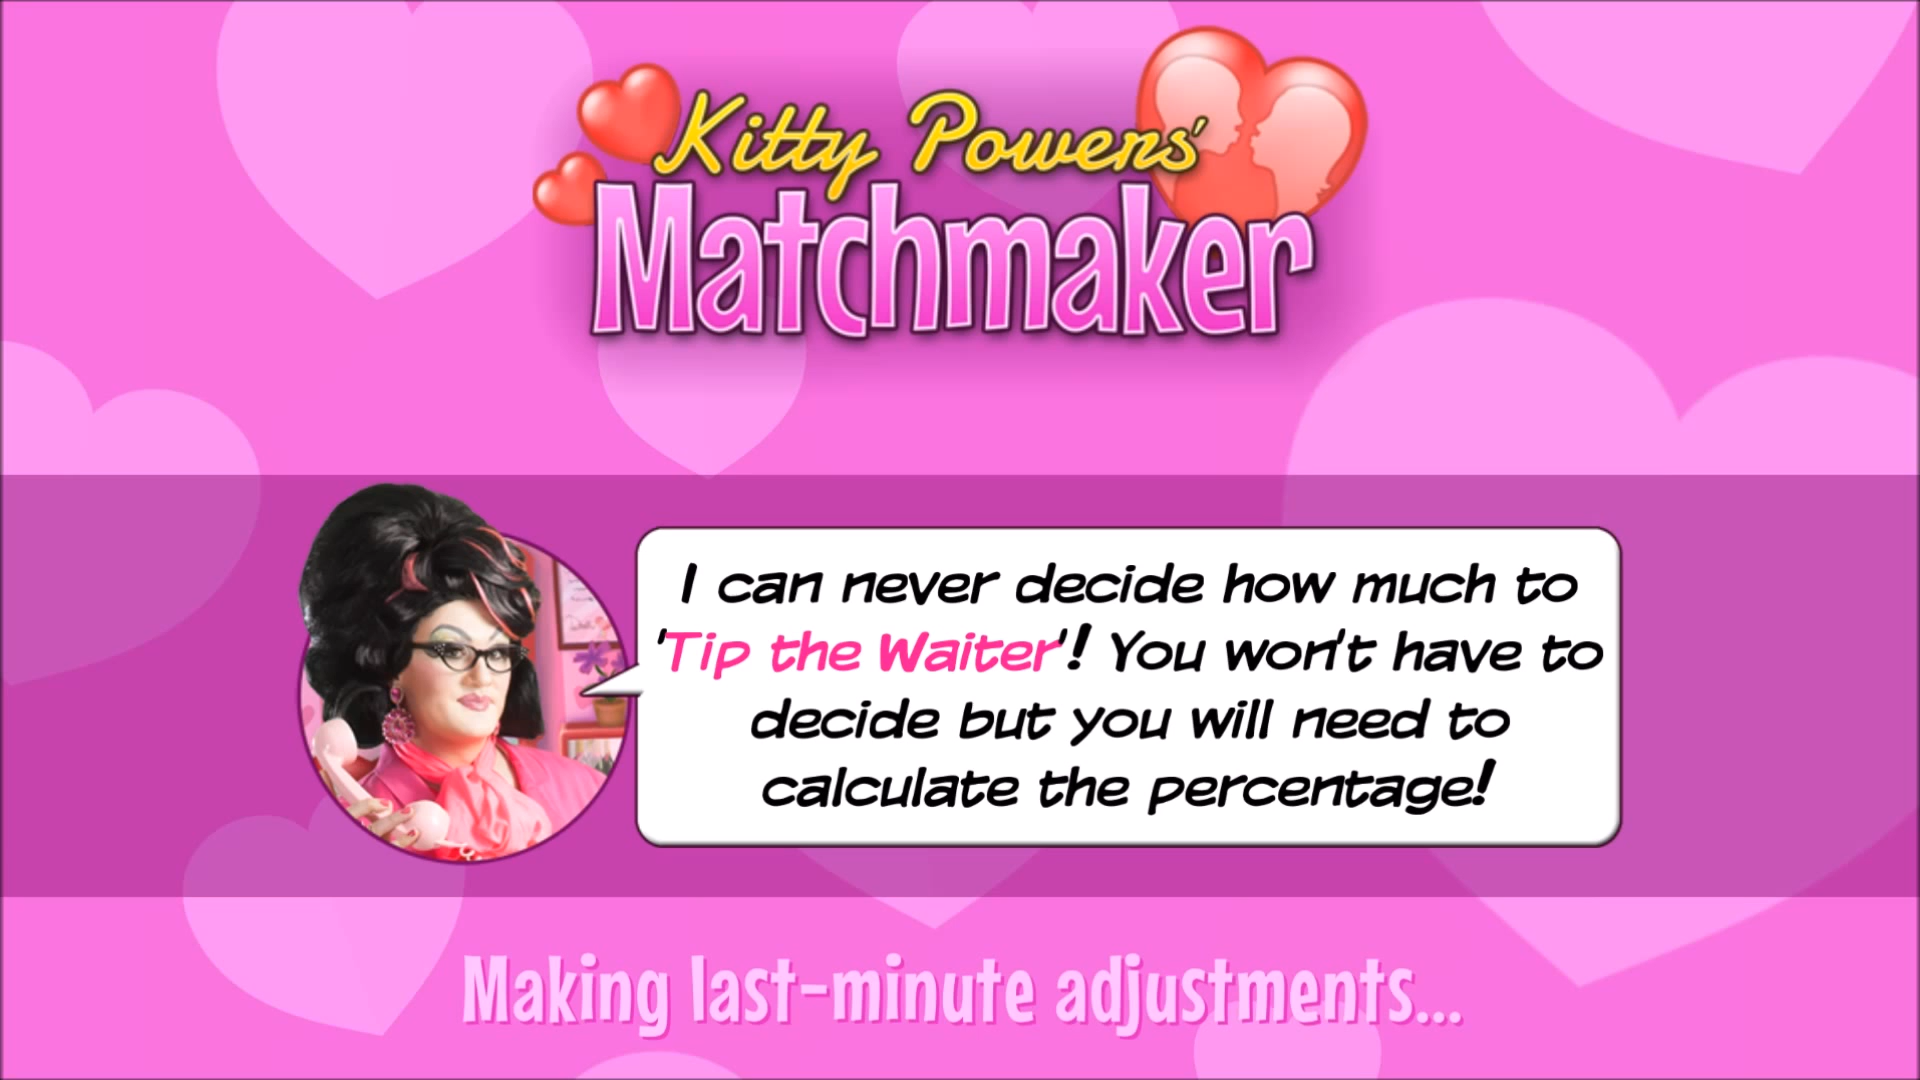 Kitty Powers'
Matchmaker
I can never decide how much to
'Tip the Waiter'! You won't have to
decide but you will need to
calculate the percentage!
Making last-minute adjustments...